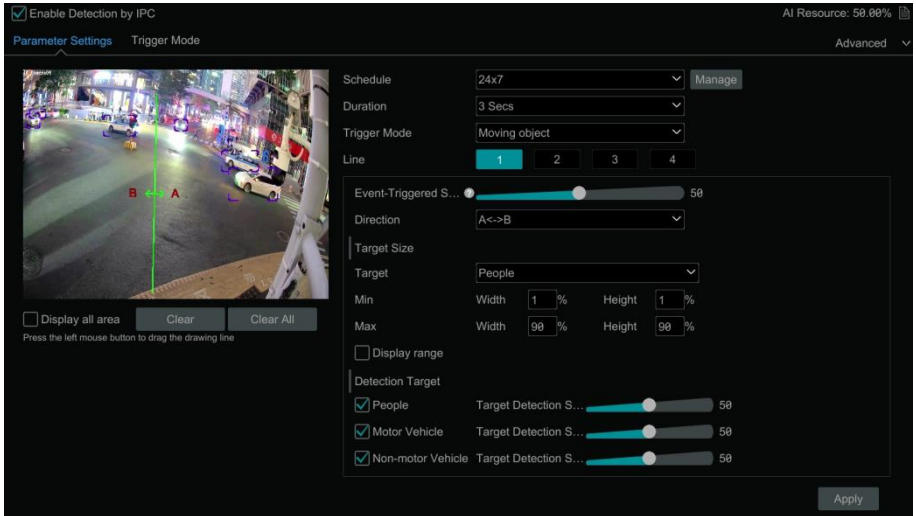 Enable Detection by IPC
AI Resource: 50.00%
Parameter Settings Trigger Mode
Advanced
Schedule 24x7 Manage
Duration 3 Secs
Trigger Mode Moving object
Line 1 2 3 4
Event-Triggered S... ? 50
Direction A<->B
Target Size
Target People
Min Width 1 % Height 1 %
Max Width 90 % Height 90 %
Display range
Detection Target
People Target Detection S... 50
Motor Vehicle Target Detection S... 50
Non-motor Vehicle Target Detection S... 50
B A
Display all area Clear Clear All
Press the left mouse button to drag the drawing line
Apply